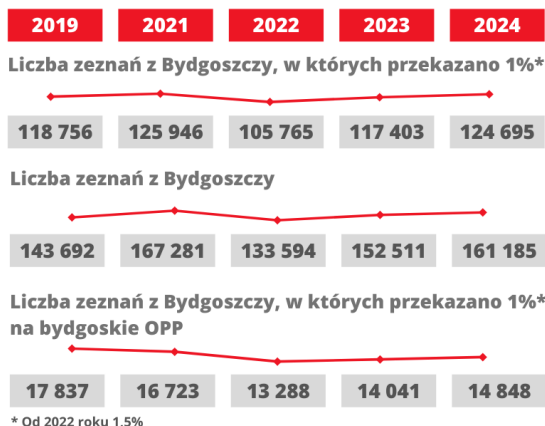 2019 2021 2022 2023 2024
Liczba zeznań z Bydgoszczy, w których przekazano 1%*
118 756 125 946 105 765 117 403 124 695
Liczba zeznań z Bydgoszczy
143 692 167 281 133 594 152 511 161 185
Liczba zeznań z Bydgoszczy, w których przekazano 1%*
na bydgoskie OPP
17 837 16 723 13 288 14 041 14 848
* Od 2022 roku 1,5%